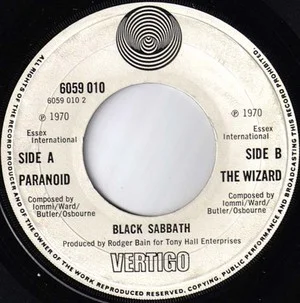 ALL RIGHTS OF THE RECORD PRODUCER AND OF THE OWNER OF THE WORK REPRODUCED RESERVED. COPYING, PUBLIC PERFORMANCE AND BROADCASTING THIS RECORD PROHIBITED
6059 010
6059 010 2
℗ 1970
℗ 1970
Essex
International
Essex
International
SIDE A
SIDE B
PARANOID
THE WIZARD
Composed by
Iommi/Ward/
Butler/Osbourne
Composed by
Iommi/Ward/
Butler/Osbourne
BLACK SABBATH
Produced by Rodger Bain for Tony Hall Enterprises
VERTIGO